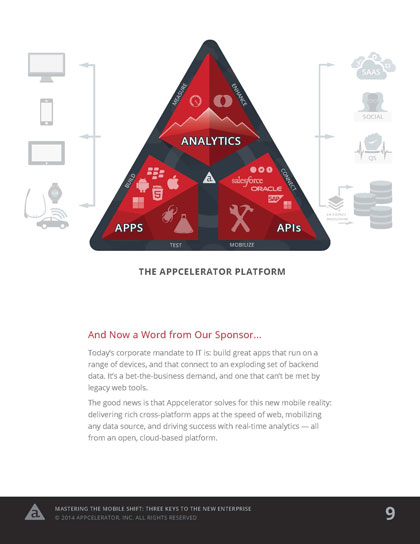 SAAS
MEASURE
ENHANCE
SOCIAL
ANALYTICS
QS
BUILD
CONNECT
salesforce
ORACLE
SAP
a
APPS
APIs
TEST
MOBILIZE
THE APPCELERATOR PLATFORM
And Now a Word from Our Sponsor...
Today's corporate mandate to IT is: build great apps that run on a
range of devices, and that connect to an exploding set of backend
data. It's a bet-the-business demand, and one that can't be met by
legacy web tools.
The good news is that Appcelerator solves for this new mobile reality:
delivering rich cross-platform apps at the speed of web, mobilizing
any data source, and driving success with real-time analytics — all
from an open, cloud-based platform.
a
MASTERING THE MOBILE SHIFT: THREE KEYS TO THE NEW ENTERPRISE
© 2014 APPCELERATOR, INC. ALL RIGHTS RESERVED
9